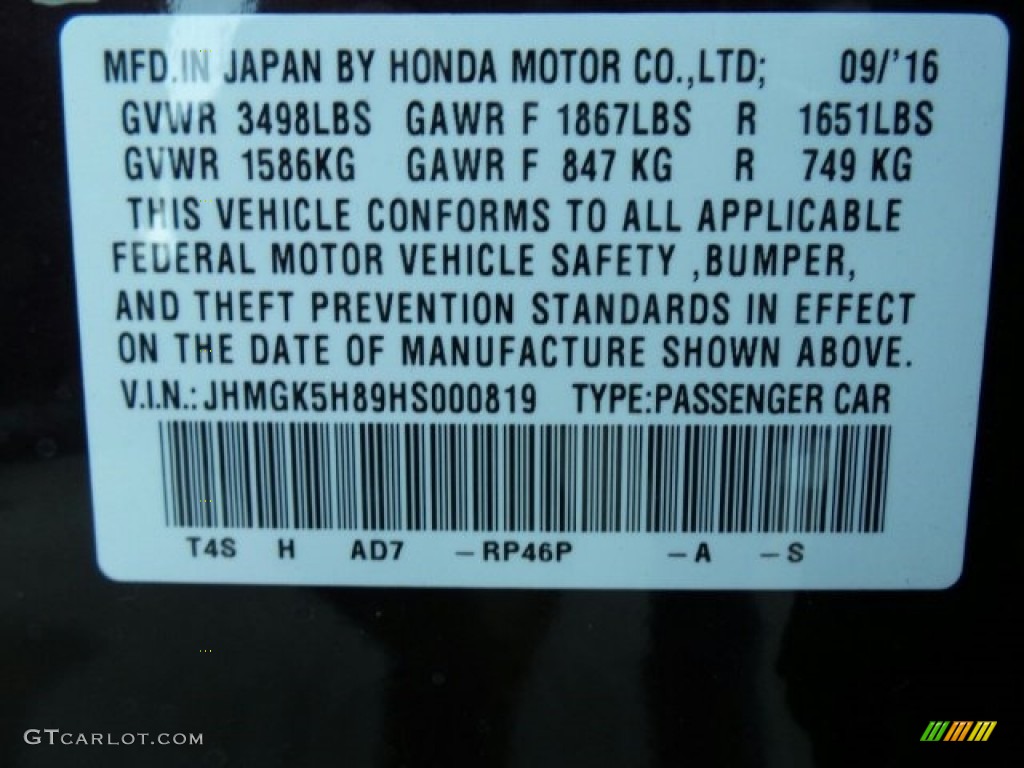 MFD.IN JAPAN BY HONDA MOTOR CO.,LTD; 09/'16
GVWR 3498LBS GAWR F 1867LBS R 1651LBS
GVWR 1586KG GAWR F 847 KG R 749 KG
THIS VEHICLE CONFORMS TO ALL APPLICABLE
FEDERAL MOTOR VEHICLE SAFETY ,BUMPER,
AND THEFT PREVENTION STANDARDS IN EFFECT
ON THE DATE OF MANUFACTURE SHOWN ABOVE.
V.I.N.:JHMGK5H89HS000819 TYPE:PASSENGER CAR
T4S H AD7 -RP46P -A -S
GTCARLOT.COM